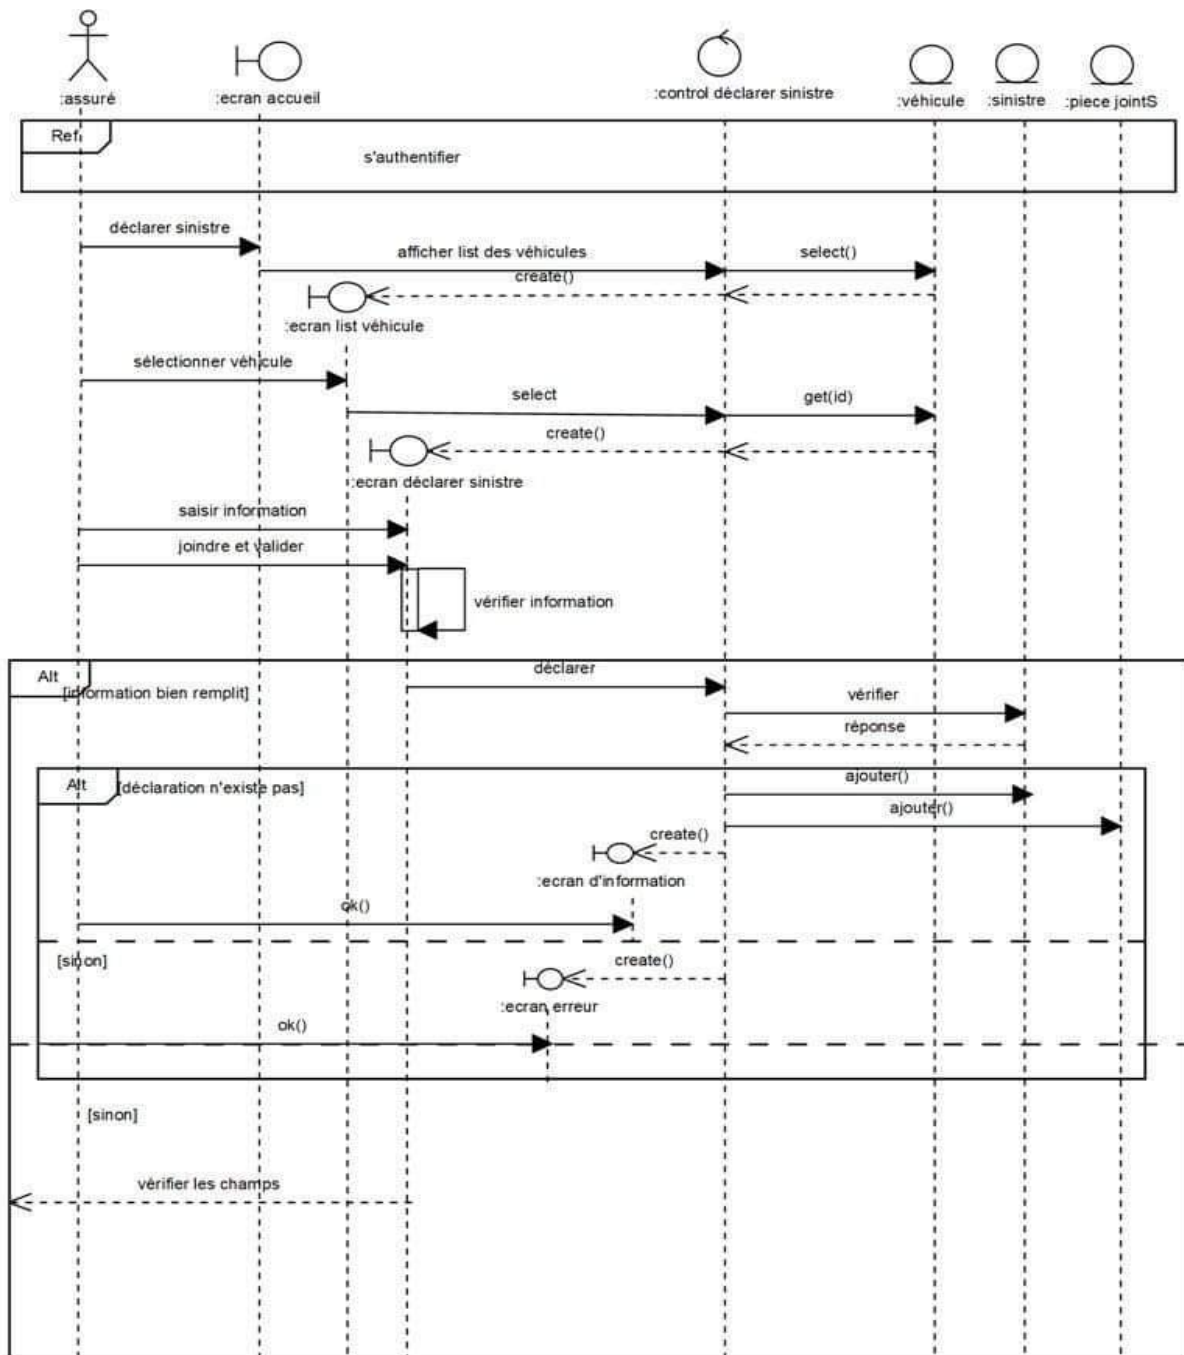 :assuré
:ecran accueil
:control déclarer sinistre
:véhicule
:sinistre
:piece jointS
Ref
s'authentifier
déclarer sinistre
afficher list des véhicules
select()
create()
:ecran list véhicule
sélectionner véhicule
select
get(id)
create()
:ecran déclarer sinistre
saisir information
joindre et valider
vérifier information
Alt
[information bien remplit]
déclarer
vérifier
réponse
Alt
[déclaration n'existe pas]
ajouter()
ajouter()
create()
:ecran d'information
ok()
[sinon]
create()
:ecran erreur
ok()
[sinon]
vérifier les champs